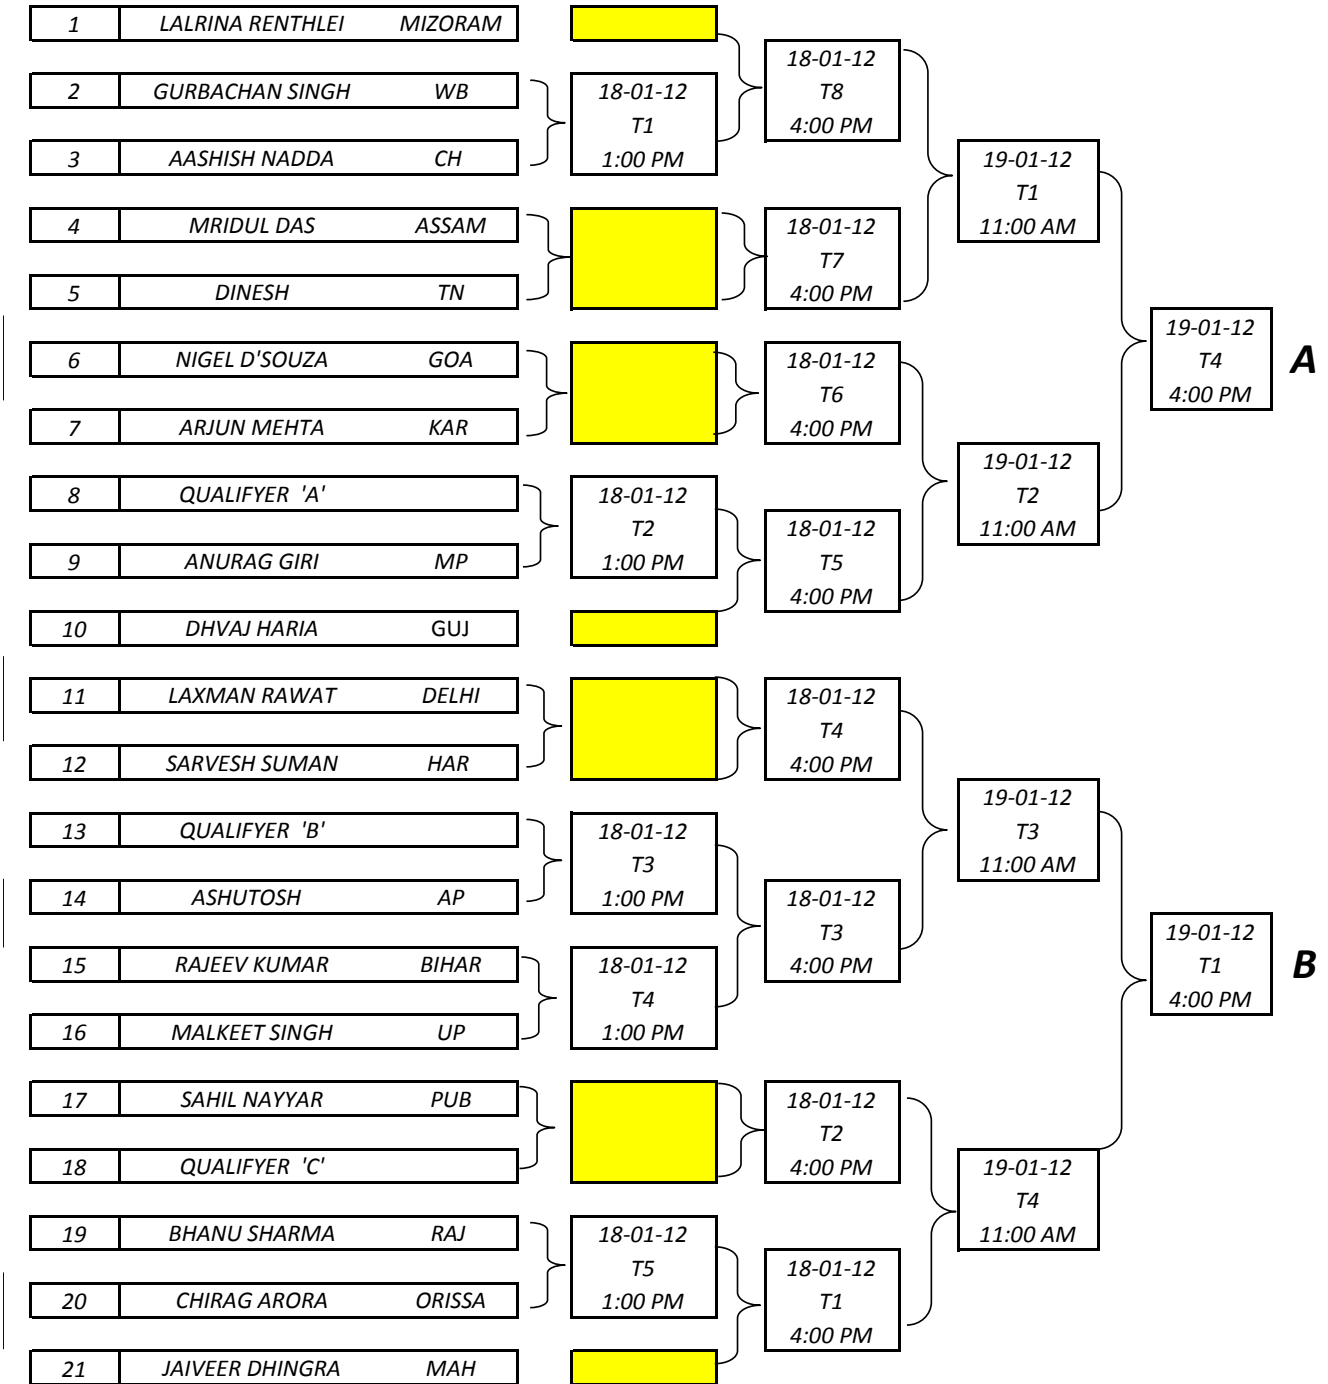 1 LALRINA RENTHLEI MIZORAM
18-01-12
2 GURBACHAN SINGH WB
18-01-12
T8
T1
4:00 PM
3 AASHISH NADDA CH
1:00 PM
19-01-12
T1
4 MRIDUL DAS ASSAM
18-01-12
11:00 AM
T7
5 DINESH TN
4:00 PM
19-01-12
6 NIGEL D'SOUZA GOA
18-01-12
T4
A
T6
4:00 PM
7 ARJUN MEHTA KAR
4:00 PM
19-01-12
8 QUALIFYER 'A'
18-01-12
T2
T2
18-01-12
11:00 AM
9 ANURAG GIRI MP
1:00 PM
T5
4:00 PM
10 DHVAJ HARIA GUJ
11 LAXMAN RAWAT DELHI
18-01-12
T4
12 SARVESH SUMAN HAR
4:00 PM
19-01-12
13 QUALIFYER 'B'
18-01-12
T3
T3
11:00 AM
14 ASHUTOSH AP
1:00 PM
18-01-12
T3
19-01-12
15 RAJEEV KUMAR BIHAR
18-01-12
4:00 PM
T1
B
T4
4:00 PM
16 MALKEET SINGH UP
1:00 PM
17 SAHIL NAYYAR PUB
18-01-12
T2
18 QUALIFYER 'C'
4:00 PM
19-01-12
T4
19 BHANU SHARMA RAJ
18-01-12
11:00 AM
T5
18-01-12
20 CHIRAG ARORA ORISSA
1:00 PM
T1
4:00 PM
21 JAIVEER DHINGRA MAH